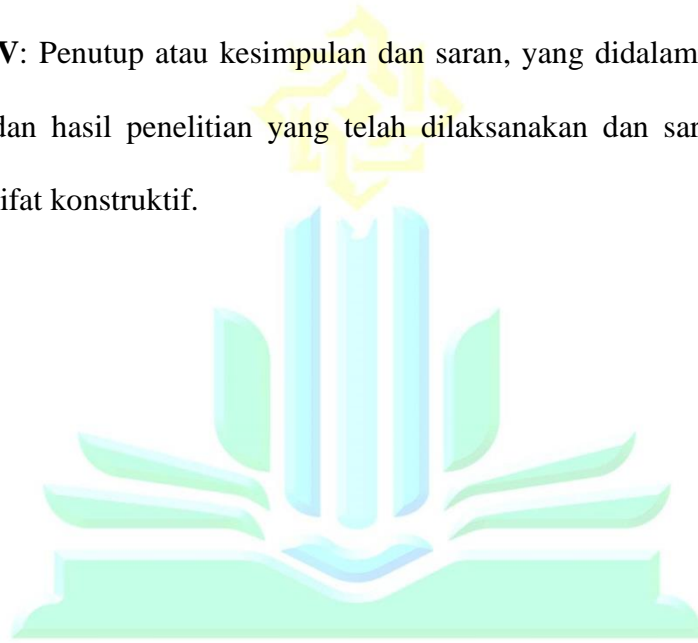 V: Penutup atau kesimpulan dan saran, yang didalam
dan hasil penelitian yang telah dilaksanakan dan sar
ifat konstruktif.